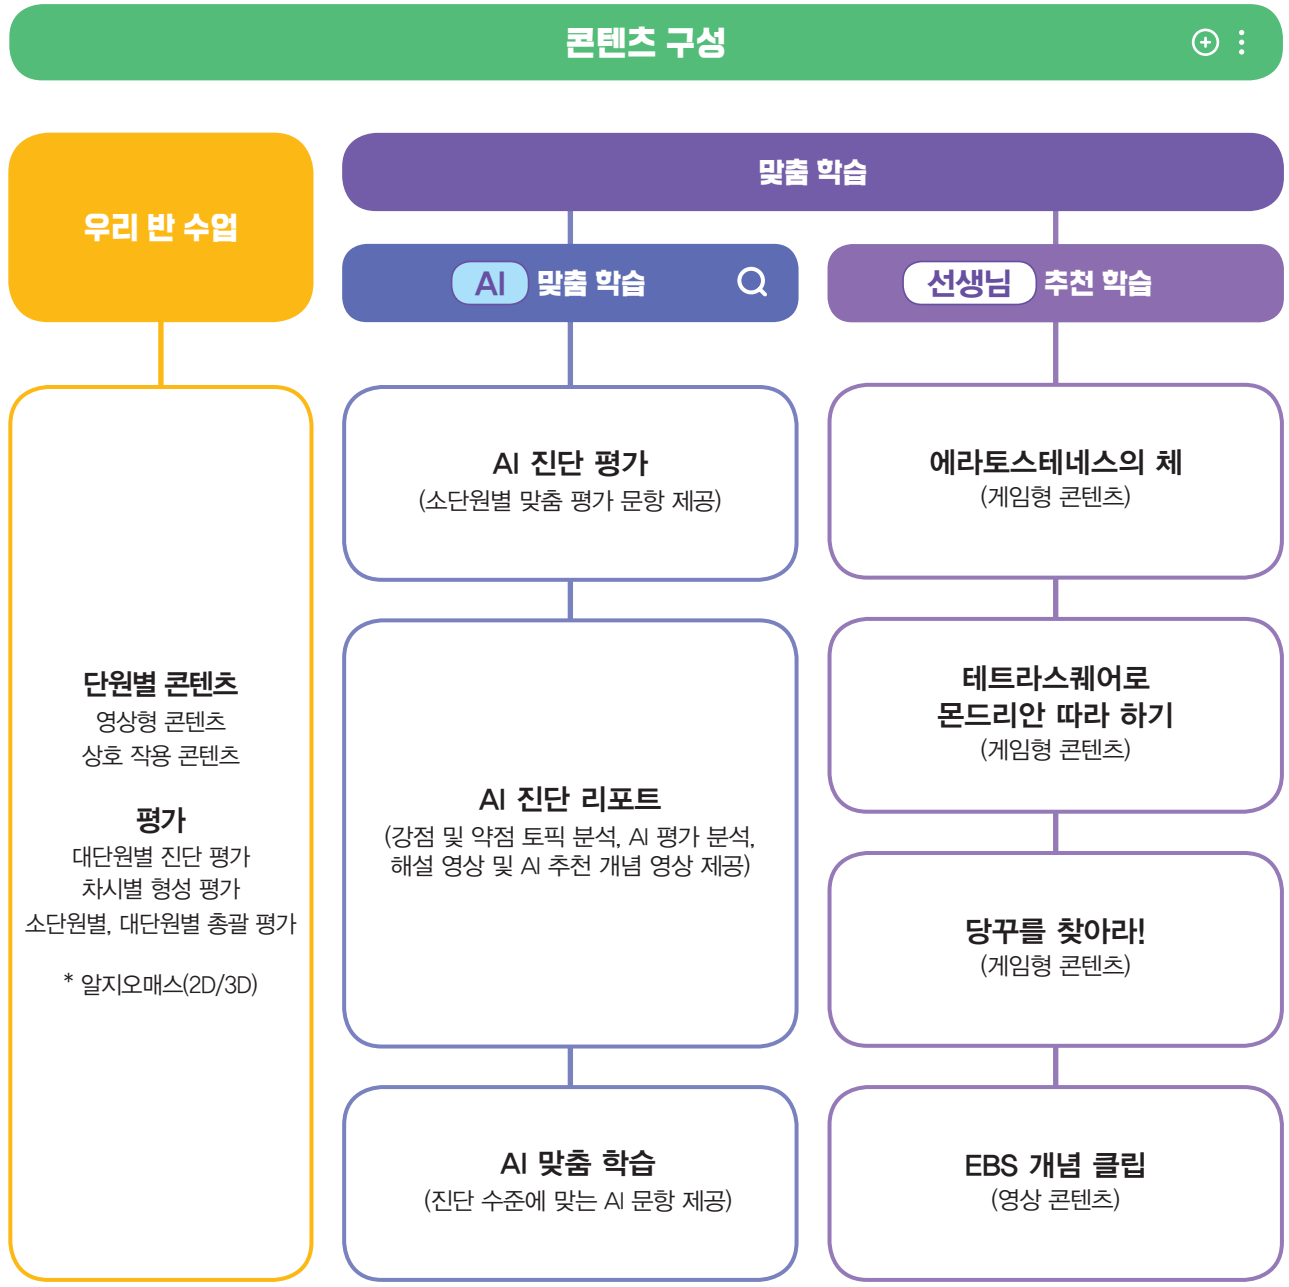 콘텐츠 구성
우리 반 수업
단원별 콘텐츠
영상형 콘텐츠
상호 작용 콘텐츠
평가
대단원별 진단 평가
차시별 형성 평가
소단원별, 대단원별 총괄 평가
* 알지오매스(2D/3D)
맞춤 학습
AI 맞춤 학습
AI 진단 평가
(소단원별 맞춤 평가 문항 제공)
AI 진단 리포트
(강점 및 약점 토픽 분석, AI 평가 분석,
해설 영상 및 AI 추천 개념 영상 제공)
AI 맞춤 학습
(진단 수준에 맞는 AI 문항 제공)
선생님 추천 학습
에라토스테네스의 체
(게임형 콘텐츠)
테트라스퀘어로
몬드리안 따라 하기
(게임형 콘텐츠)
당꾸를 찾아라!
(게임형 콘텐츠)
EBS 개념 클립
(영상 콘텐츠)